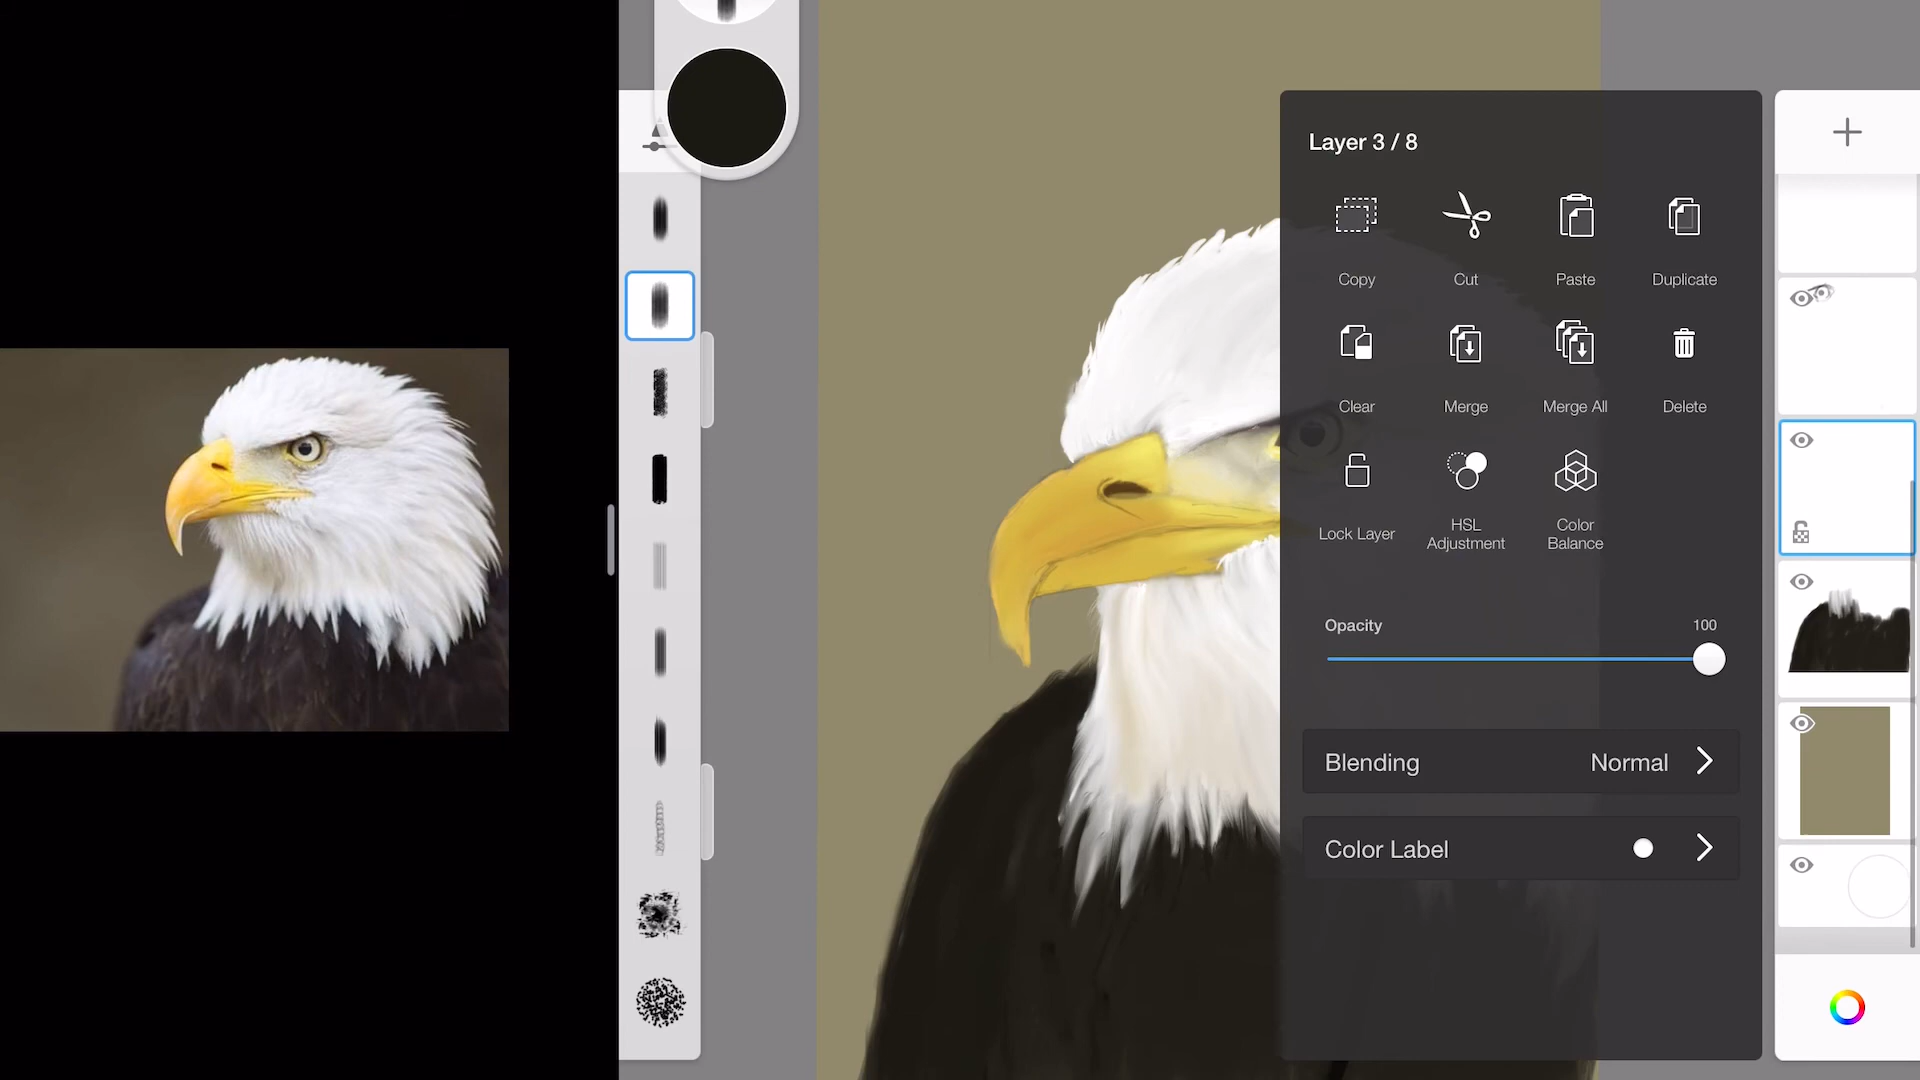 Layer 3 / 8
Copy
Cut
Paste
Duplicate
Clear
Merge
Merge All
Delete
Lock Layer
HSL
Adjustment
Color
Balance
Opacity
100
Blending
Normal
Color Label